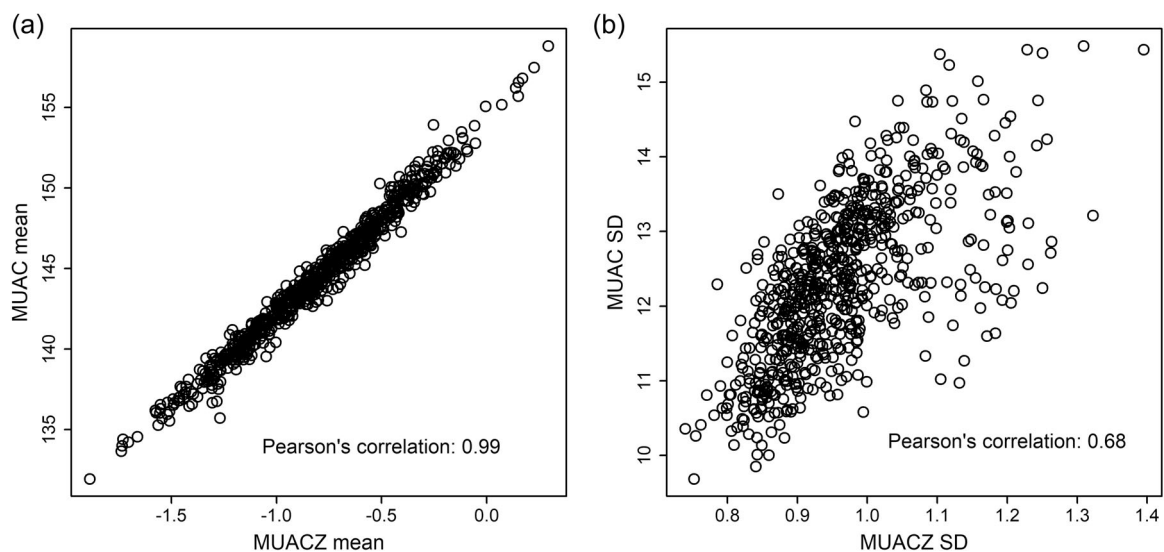 (a)
MUAC mean
155
150
145
140
135
Pearson's correlation: 0.99
-1.5
-1.0
-0.5
0.0
MUACZ mean
(b)
MUAC SD
15
14
13
12
11
10
Pearson's correlation: 0.68
0.8
0.9
1.0
1.1
1.2
1.3
1.4
MUACZ SD